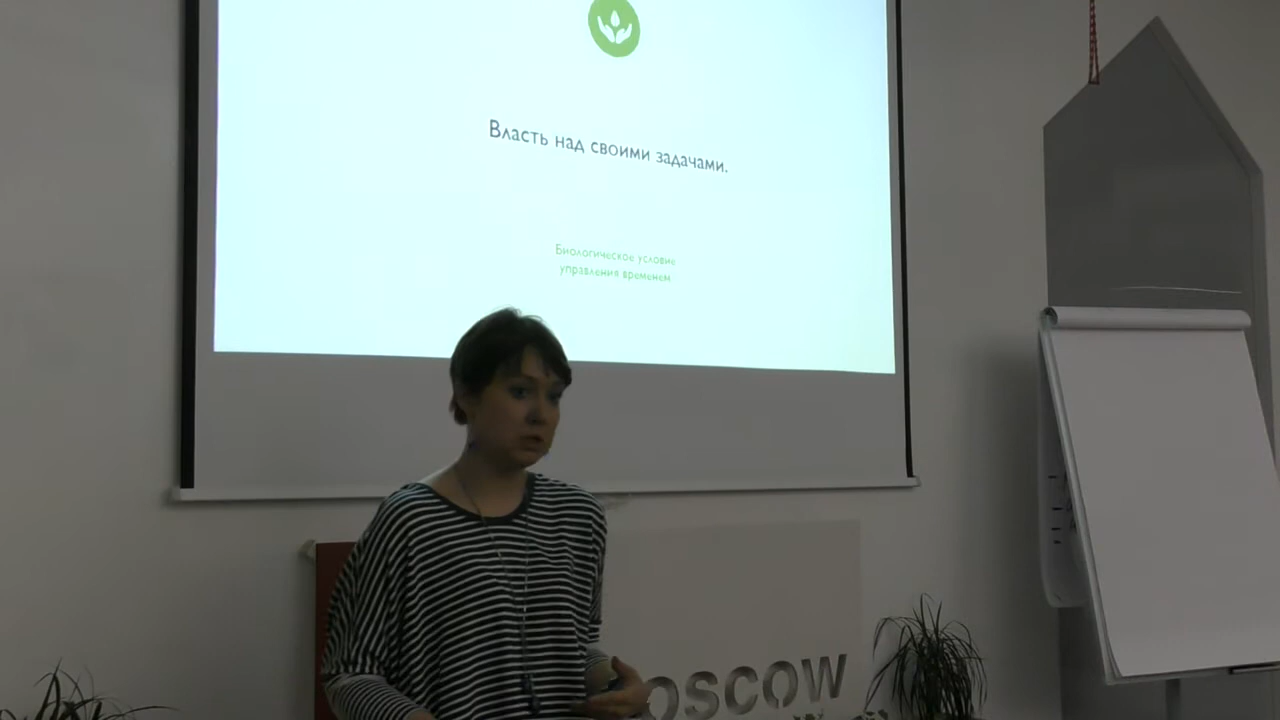 Власть над своими задачами.
Биологическое условие
управления временем
OSCOW